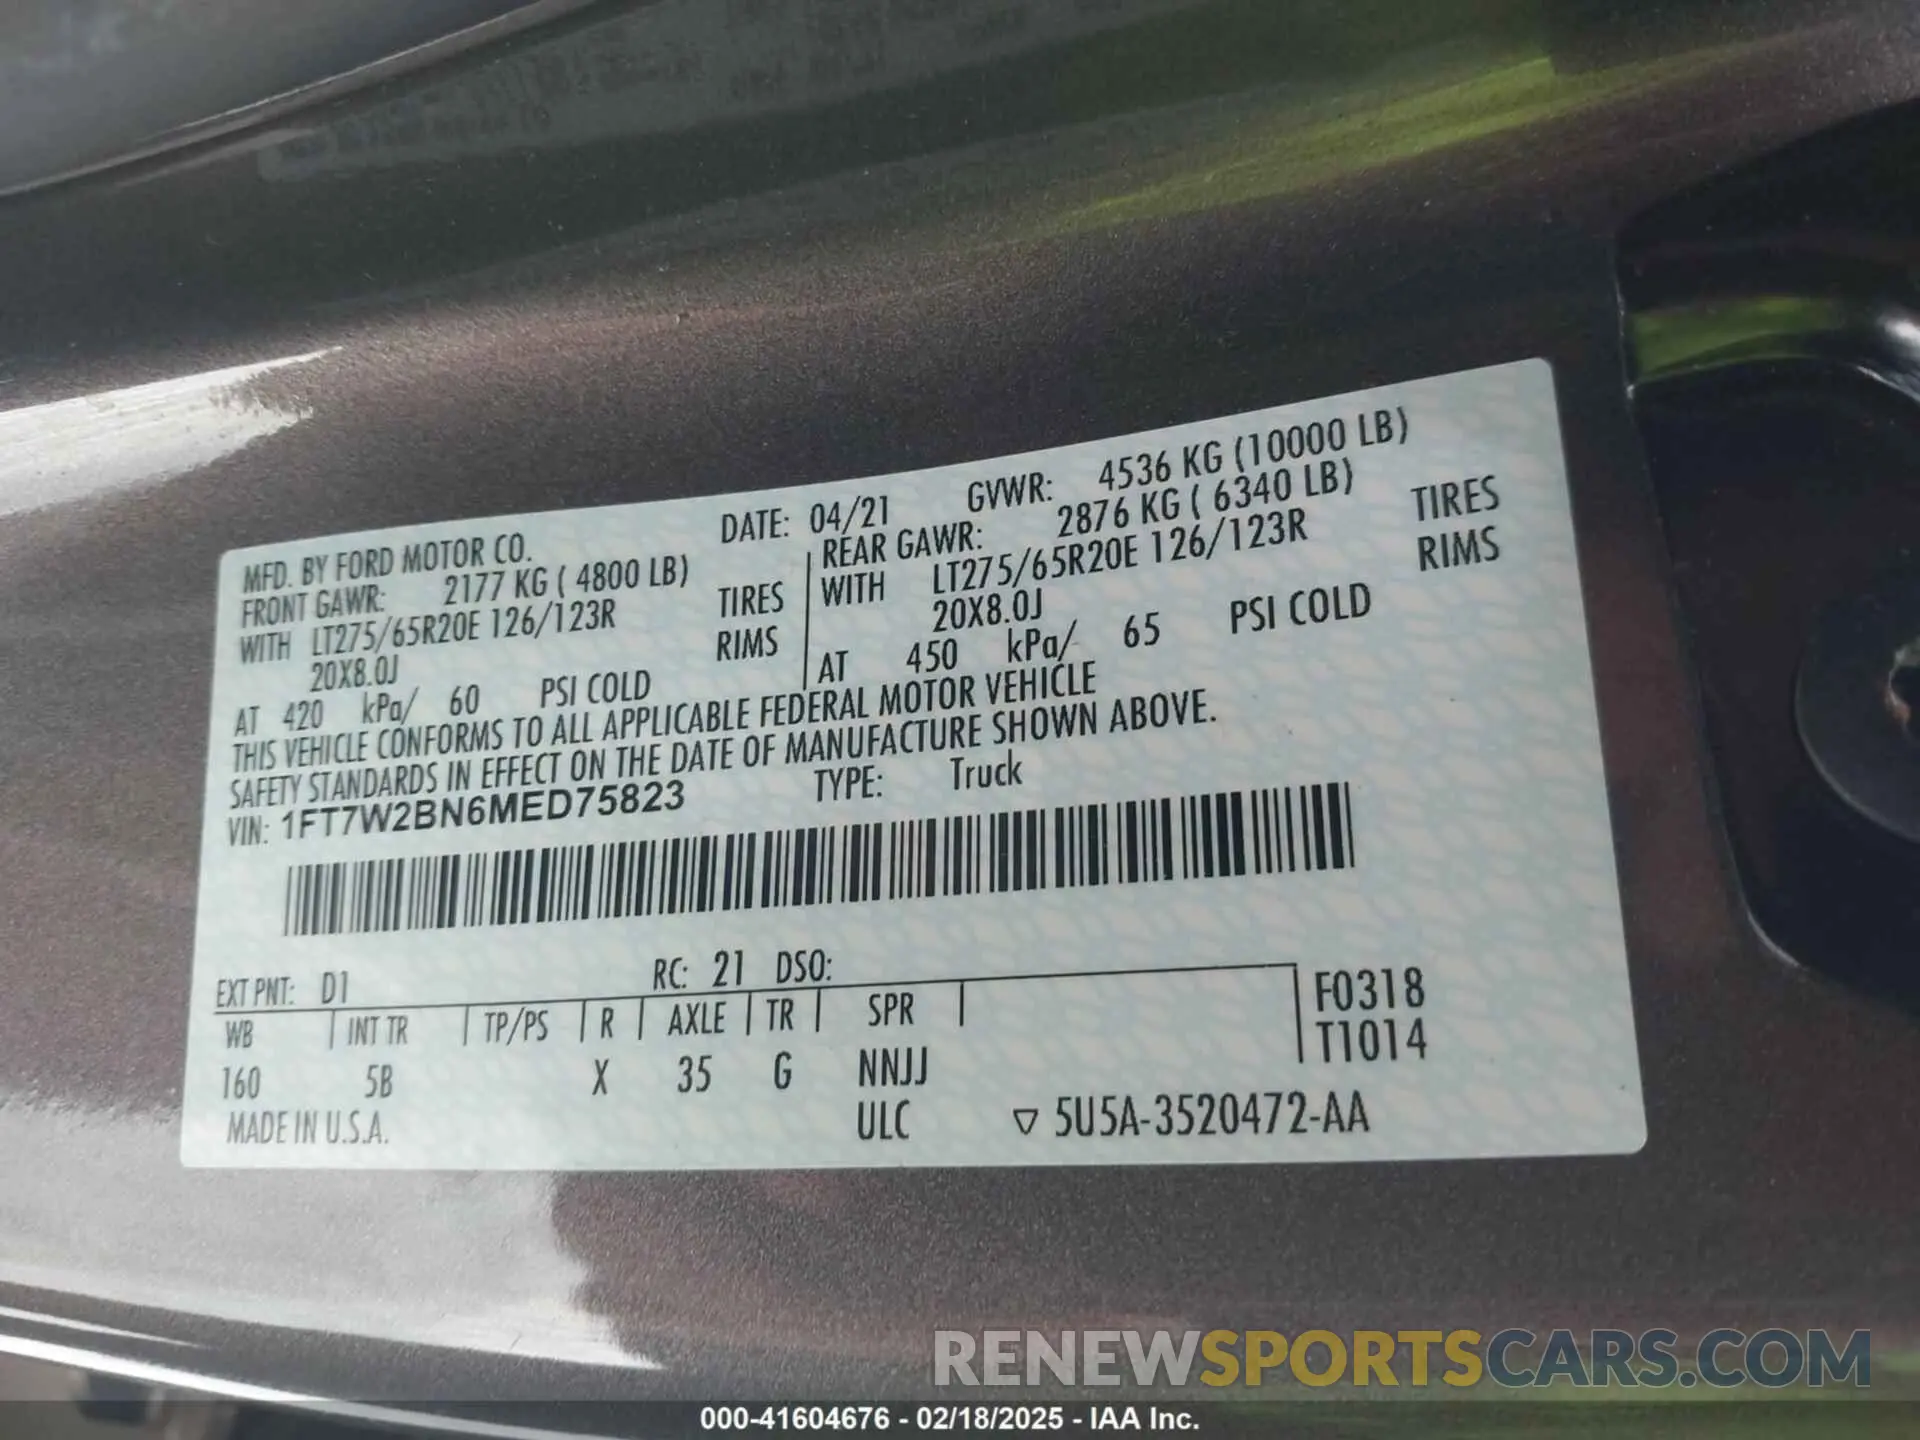 MFD. BY FORD MOTOR CO. DATE: 04/21 GVWR: 4536 KG (10000 LB)
FRONT GAWR: 2177 KG ( 4800 LB) REAR GAWR: 2876 KG ( 6340 LB)
WITH LT275/65R20E 126/123R TIRES WITH LT275/65R20E 126/123R TIRES
20X8.0J RIMS 20X8.0J RIMS
AT 420 kPa/ 60 PSI COLD AT 450 kPa/ 65 PSI COLD
THIS VEHICLE CONFORMS TO ALL APPLICABLE FEDERAL MOTOR VEHICLE
SAFETY STANDARDS IN EFFECT ON THE DATE OF MANUFACTURE SHOWN ABOVE.
VIN: 1FT7W2BN6MED75823 TYPE: Truck
EXT PNT: D1 RC: 21 DSO:
WB INT TR TP/PS R AXLE TR SPR F0318
T1014
160 5B X 35 G NNJJ
MADE IN U.S.A. ULC ▽ 5U5A-3520472-AA
RENEWSPORTSCARS.COM
000-41604676 - 02/18/2025 - IAA Inc.